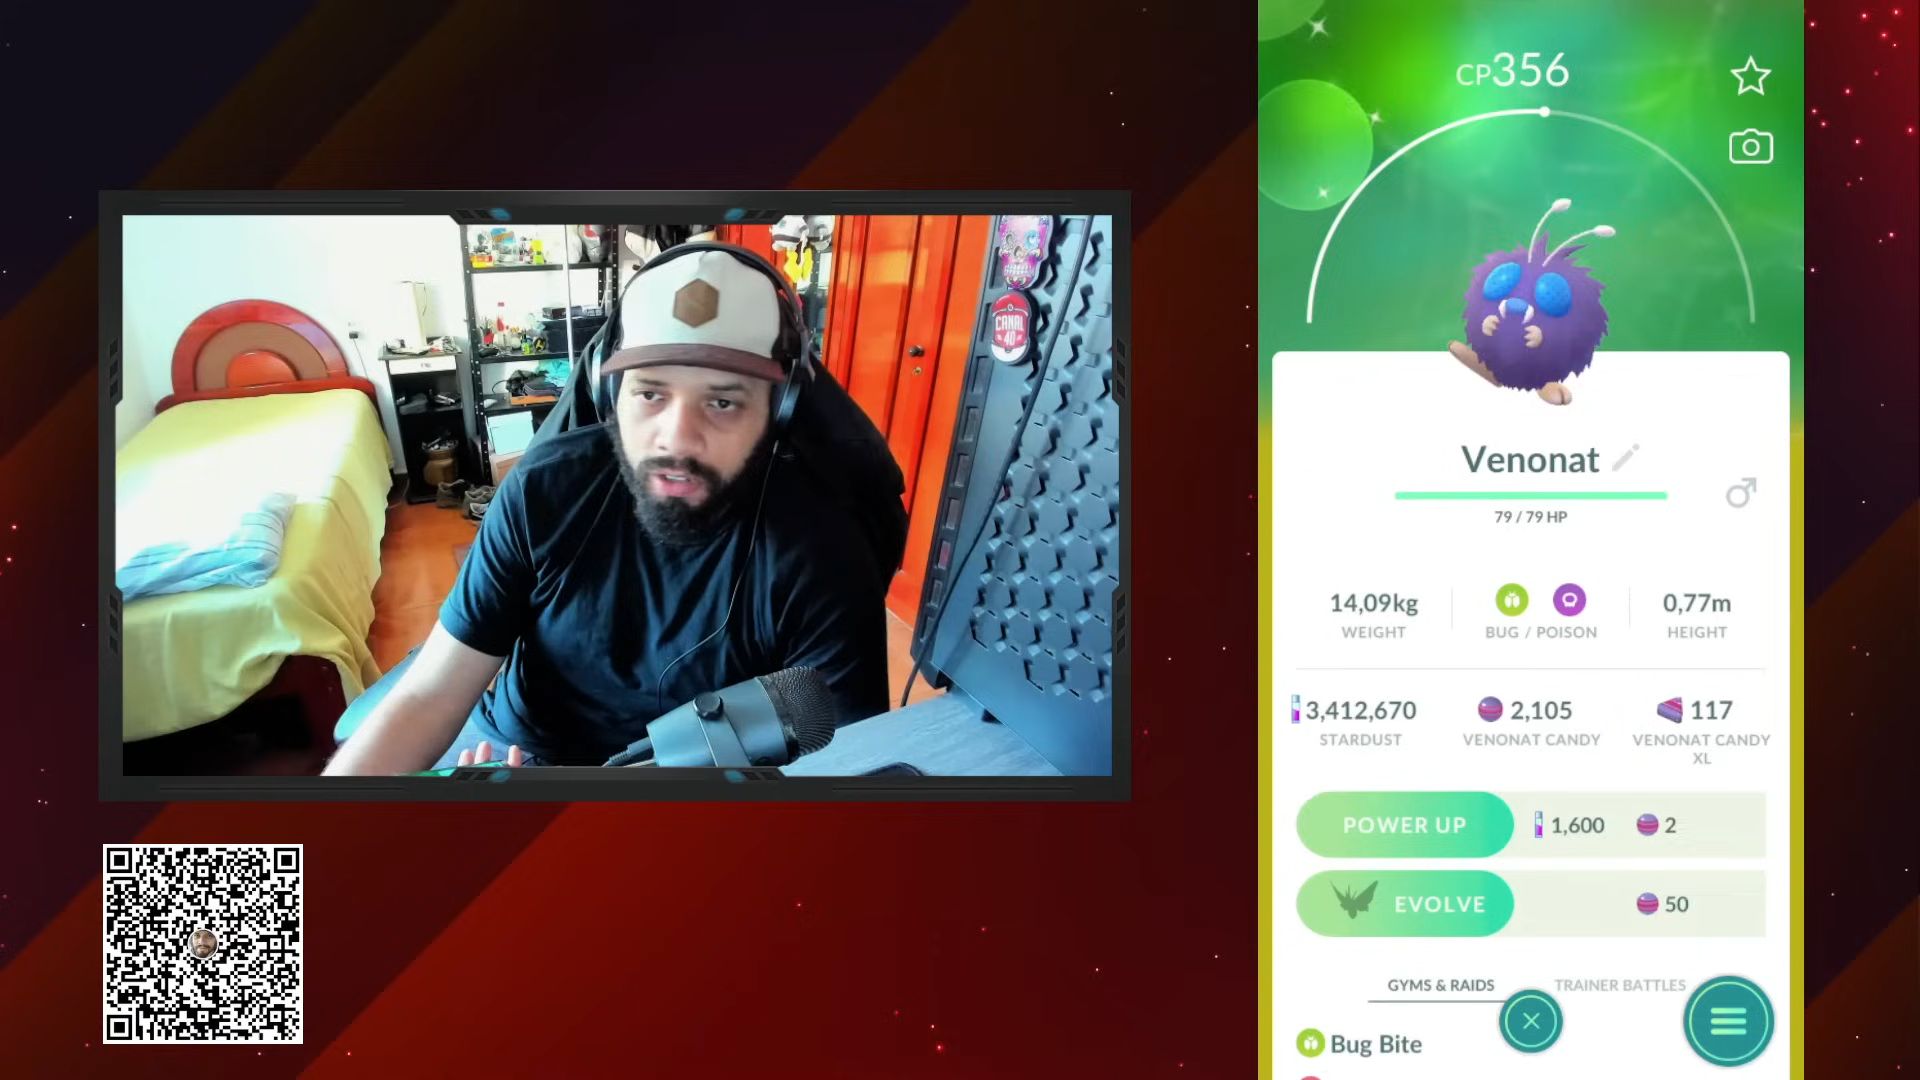 CANAL
40
CP356
Venonat
79 / 79 HP
14,09kg
WEIGHT
BUG / POISON
0,77m
HEIGHT
3,412,670
STARDUST
2,105
VENONAT CANDY
117
VENONAT CANDY
XL
POWER UP
1,600
2
EVOLVE
50
GYMS & RAIDS
TRAINER BATTLES
Bug Bite